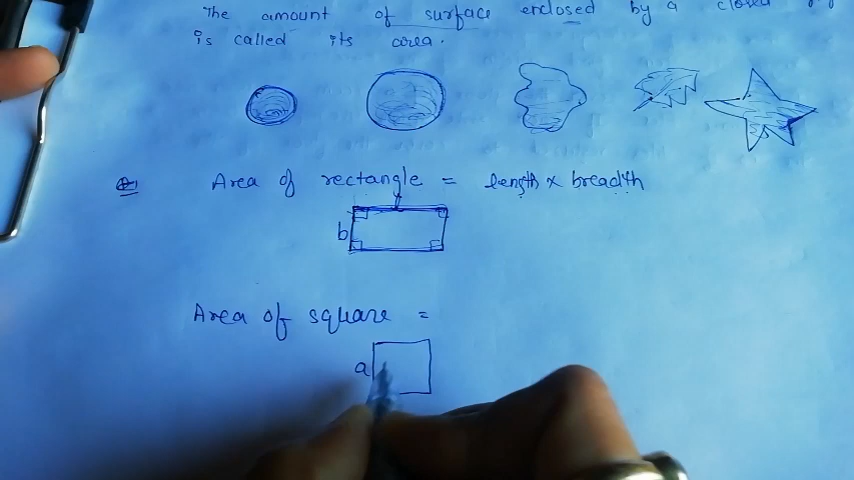 The amount of surface enclosed by a closed
is called its area.
Area of rectangle = length x breadth
b
Area of square =
a